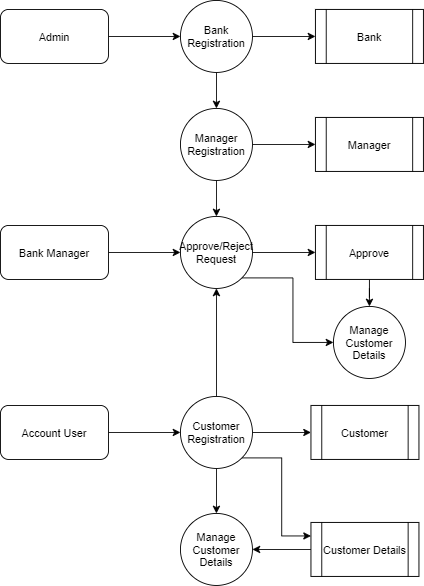 Admin
Bank
Registration
Bank
Manager
Registration
Manager
Bank Manager
Approve/Reject
Request
Approve
Manage
Customer
Details
Account User
Customer
Registration
Customer
Manage
Customer
Details
Customer Details